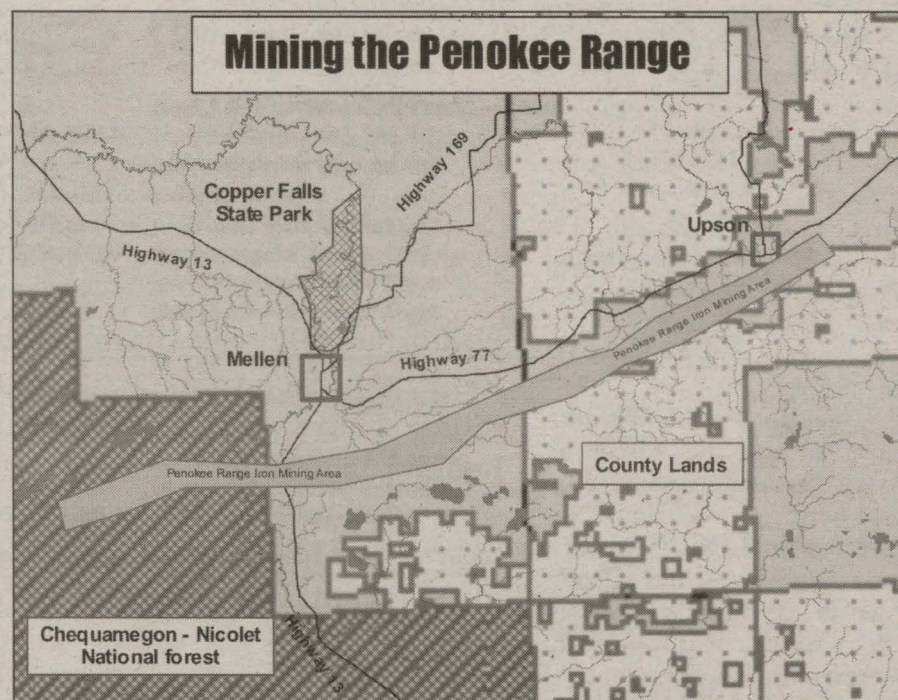 Mining the Penokee Range
Highway 169
Copper Falls
State Park
Upson
Highway 13
Penokee Range Iron Mining Area
Mellen
Highway 77
Penokee Range Iron Mining Area
County Lands
Chequamegon - Nicolet
National forest
Highway 13